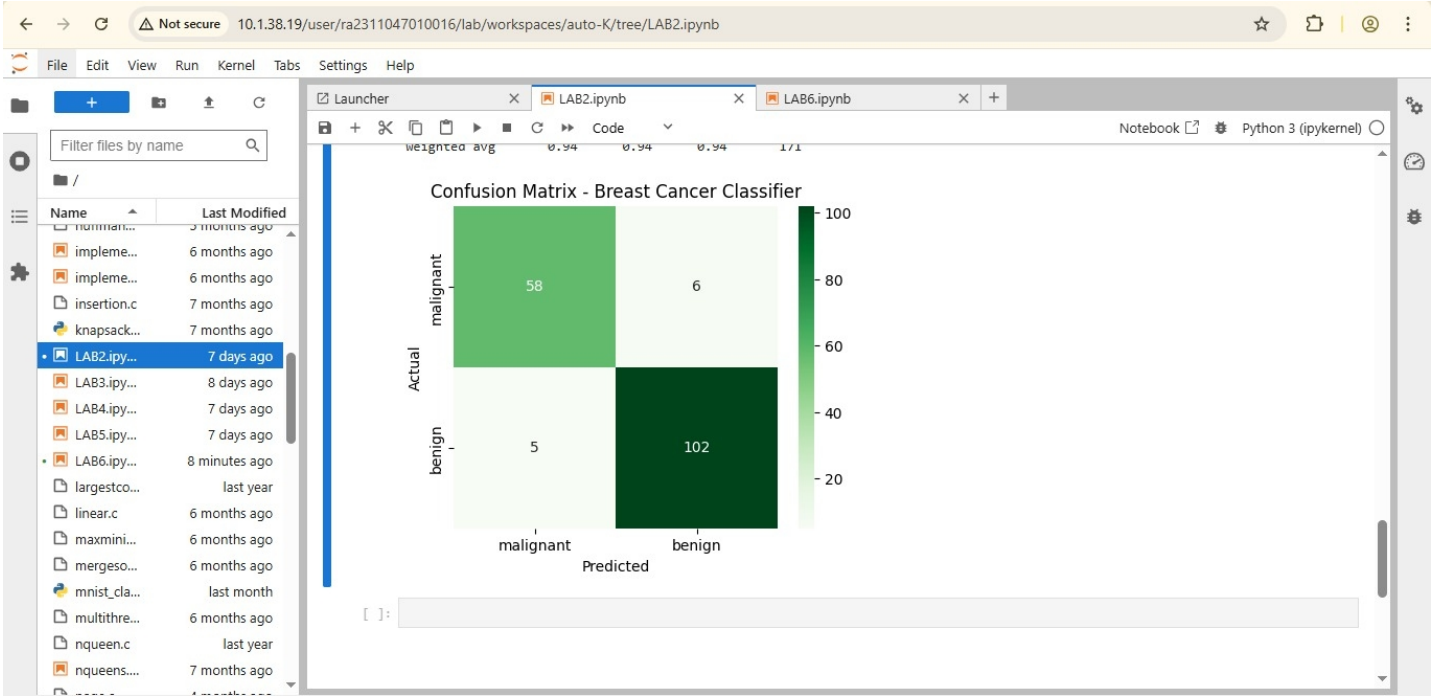 Not secure 10.1.38.19/user/ra2311047010016/lab/workspaces/auto-K/tree/LAB2.ipynb
File Edit View Run Kernel Tabs Settings Help
Launcher LAB2.ipynb LAB6.ipynb
Code Notebook Python 3 (ipykernel)
Filter files by name
/
Name Last Modified
huffman... 5 months ago
impleme... 6 months ago
impleme... 6 months ago
insertion.c 7 months ago
knapsack... 7 months ago
LAB2.ipy... 7 days ago
LAB3.ipy... 8 days ago
LAB4.ipy... 7 days ago
LAB5.ipy... 7 days ago
LAB6.ipy... 8 minutes ago
largestco... last year
linear.c 6 months ago
maxmini... 6 months ago
mergeso... 6 months ago
mnist_cla... last month
multithre... 6 months ago
nqueen.c last year
nqueens.... 7 months ago
weighted avg 0.94 0.94 0.94 171
Confusion Matrix - Breast Cancer Classifier
Actual
malignant
58 6
benign
5 102
malignant benign
Predicted
100
80
60
40
20
[ ]: